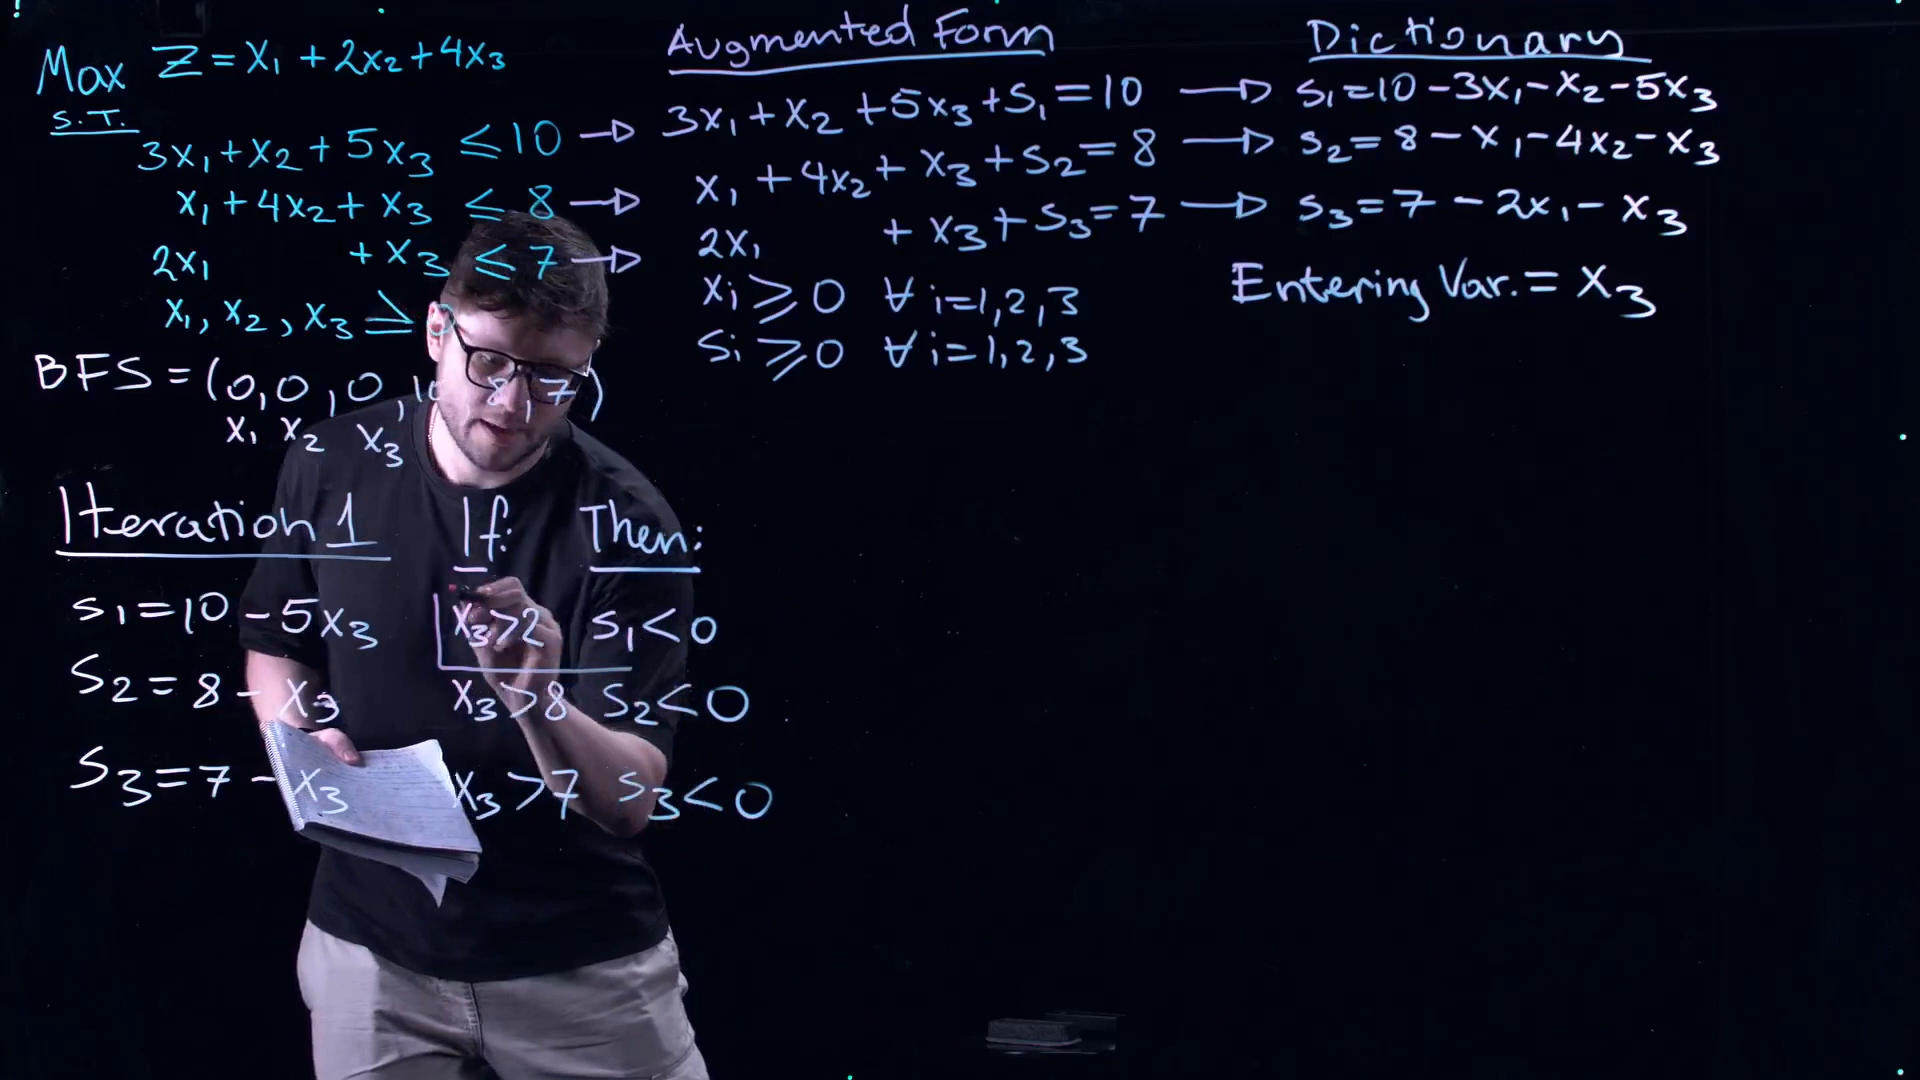 Max Z = x₁ + 2x₂ + 4x₃
S.T.
3x₁ + x₂ + 5x₃ ≤ 10 →
x₁ + 4x₂ + x₃ ≤ 8 →
2x₁ + x₃ ≤ 7 →
x₁, x₂, x₃ ≥ 0
BFS = (0, 0, 0, 10, 8, 7)
x₁ x₂ x₃
Augmented Form
3x₁ + x₂ + 5x₃ + s₁ = 10 →
x₁ + 4x₂ + x₃ + s₂ = 8 →
2x₁ + x₃ + s₃ = 7 →
xᵢ ≥ 0 ∀ i = 1, 2, 3
sᵢ ≥ 0 ∀ i = 1, 2, 3
Dictionary
s₁ = 10 - 3x₁ - x₂ - 5x₃
s₂ = 8 - x₁ - 4x₂ - x₃
s₃ = 7 - 2x₁ - x₃
Entering Var. = x₃
Iteration 1 If: Then:
s₁ = 10 - 5x₃ x₃ > 2 s₁ < 0
s₂ = 8 - x₃ x₃ > 8 s₂ < 0
s₃ = 7 - x₃ x₃ > 7 s₃ < 0